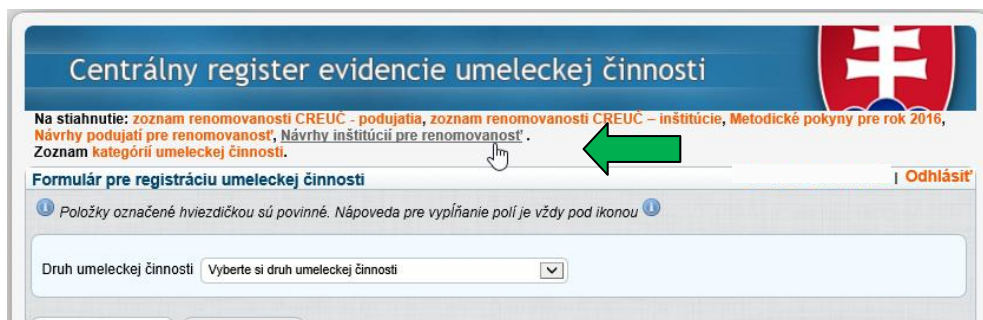 Centrálny register evidencie umeleckej činnosti
Na stiahnutie: zoznam renomovanosti CREUČ - podujatia, zoznam renomovanosti CREUČ – inštitúcie, Metodické pokyny pre rok 2016,
Návrhy podujatí pre renomovanosť, Návrhy inštitúcií pre renomovanosť .
Zoznam kategórií umeleckej činnosti.
Formulár pre registráciu umeleckej činnosti | Odhlásiť
Položky označené hviezdičkou sú povinné. Nápoveda pre vypĺňanie polí je vždy pod ikonou
Druh umeleckej činnosti Vyberte si druh umeleckej činnosti